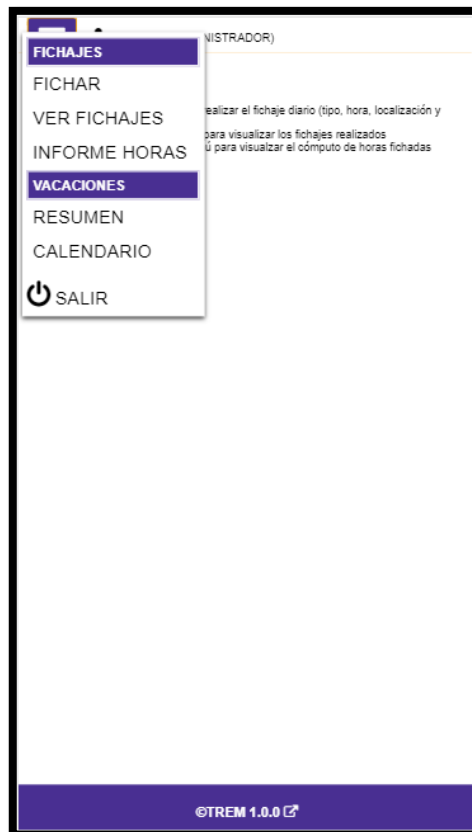 NISTRADOR)
FICHAJES
FICHAR
VER FICHAJES
INFORME HORAS
VACACIONES
RESUMEN
CALENDARIO
SALIR
ealizar el fichaje diario (tipo, hora, localización y
para visualizar los fichajes realizados
ú para visualzar el cómputo de horas fichadas
©TREM 1.0.0